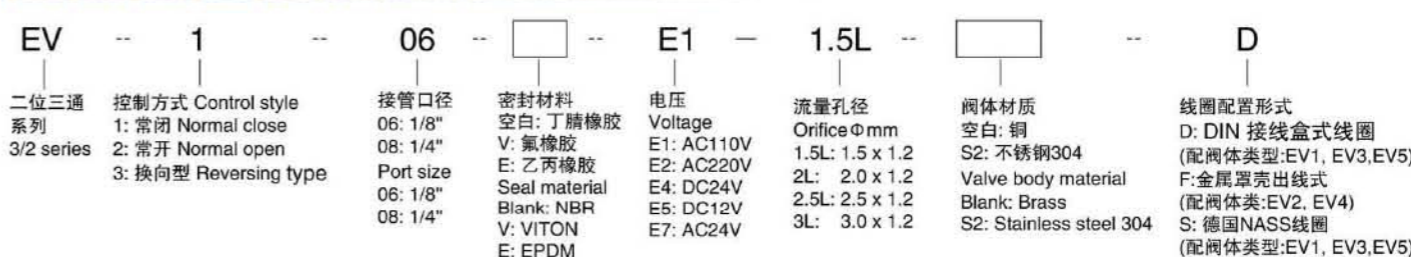 EV -- 1 -- 06 -- -- E1 — 1.5L -- -- D
二位三通
系列
3/2 series
控制方式 Control style
1: 常闭 Normal close
2: 常开 Normal open
3: 换向型 Reversing type
接管口径
06: 1/8"
08: 1/4"
Port size
06: 1/8"
08: 1/4"
密封材料
空白: 丁腈橡胶
V: 氟橡胶
E: 乙丙橡胶
Seal material
Blank: NBR
V: VITON
E: EPDM
电压
Voltage
E1: AC110V
E2: AC220V
E4: DC24V
E5: DC12V
E7: AC24V
流量孔径
OrificeΦmm
1.5L: 1.5 x 1.2
2L: 2.0 x 1.2
2.5L: 2.5 x 1.2
3L: 3.0 x 1.2
阀体材质
空白: 铜
S2: 不锈钢304
Valve body material
Blank: Brass
S2: Stainless steel 304
线圈配置形式
D: DIN 接线盒式线圈
(配阀体类型:EV1, EV3,EV5)
F:金属罩壳出线式
(配阀体类:EV2, EV4)
S: 德国NASS线圈
(配阀体类型:EV1, EV3,EV5)